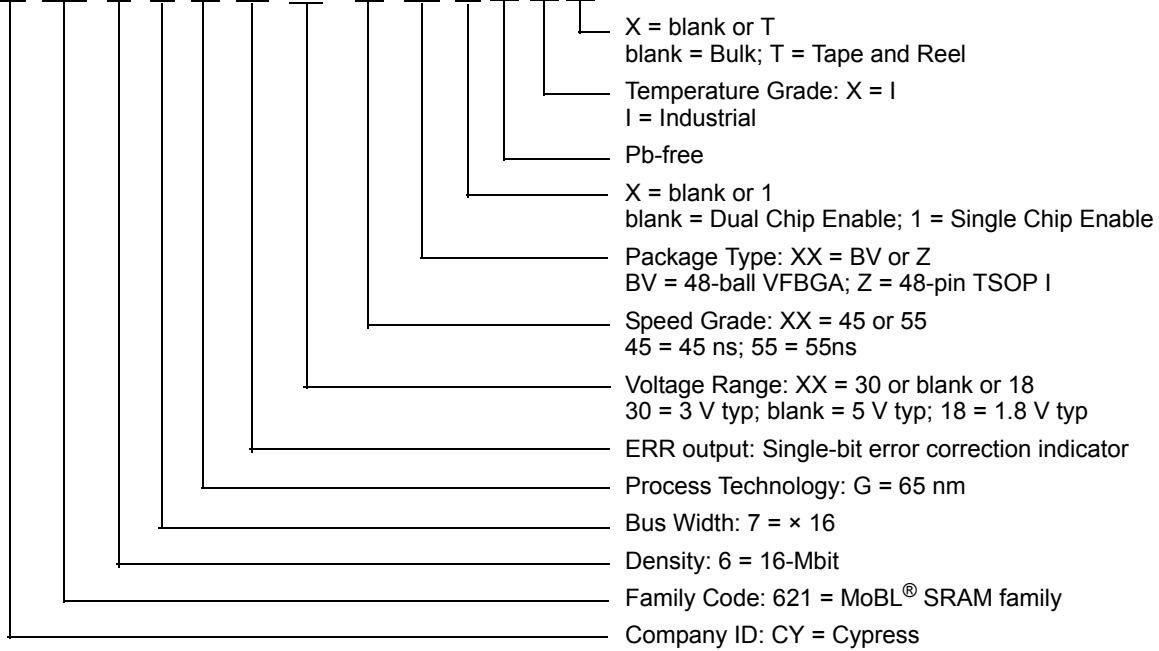 X = blank or T
blank = Bulk; T = Tape and Reel
Temperature Grade: X = I
I = Industrial
Pb-free
X = blank or 1
blank = Dual Chip Enable; 1 = Single Chip Enable
Package Type: XX = BV or Z
BV = 48-ball VFBGA; Z = 48-pin TSOP I
Speed Grade: XX = 45 or 55
45 = 45 ns; 55 = 55ns
Voltage Range: XX = 30 or blank or 18
30 = 3 V typ; blank = 5 V typ; 18 = 1.8 V typ
ERR output: Single-bit error correction indicator
Process Technology: G = 65 nm
Bus Width: 7 = × 16
Density: 6 = 16-Mbit
Family Code: 621 = MoBL® SRAM family
Company ID: CY = Cypress